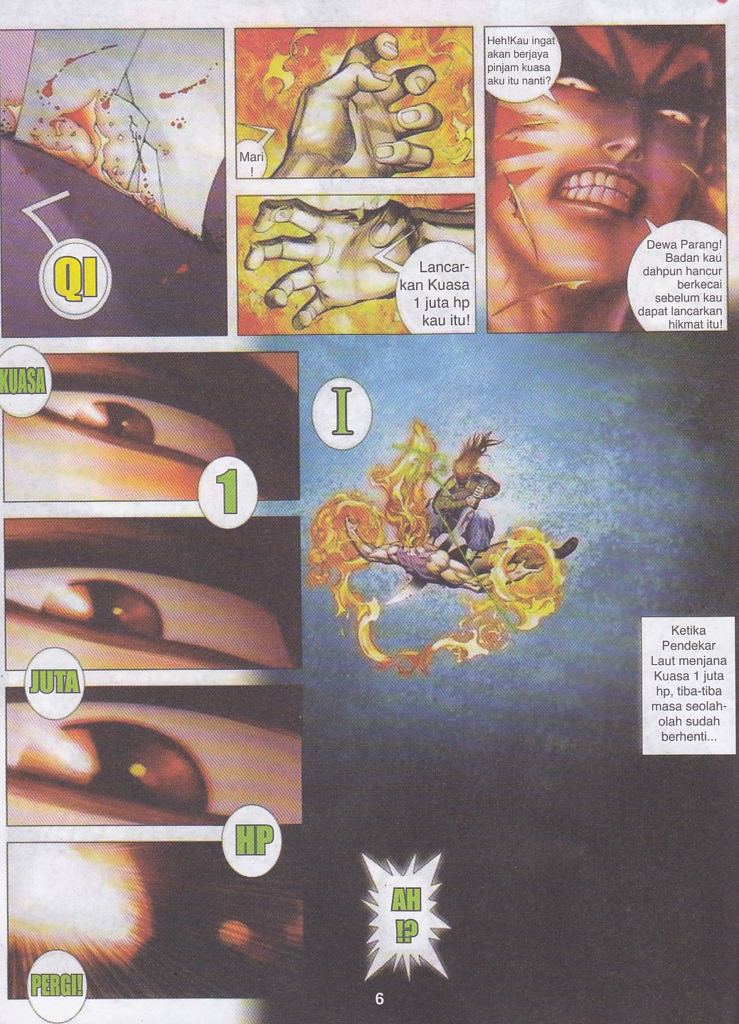 QI
Mari
!
Lancar-
kan Kuasa
1 juta hp
kau itu!
Heh!Kau ingat
akan berjaya
pinjam kuasa
aku itu nanti?
Dewa Parang!
Badan kau
dahpun hancur
berkecai
sebelum kau
dapat lancarkan
hikmat itu!
KUASA
1
JUTA
HP
PERGI!
I
Ketika
Pendekar
Laut menjana
Kuasa 1 juta
hp, tiba-tiba
masa seolah-
olah sudah
berhenti...
AH
!?
6